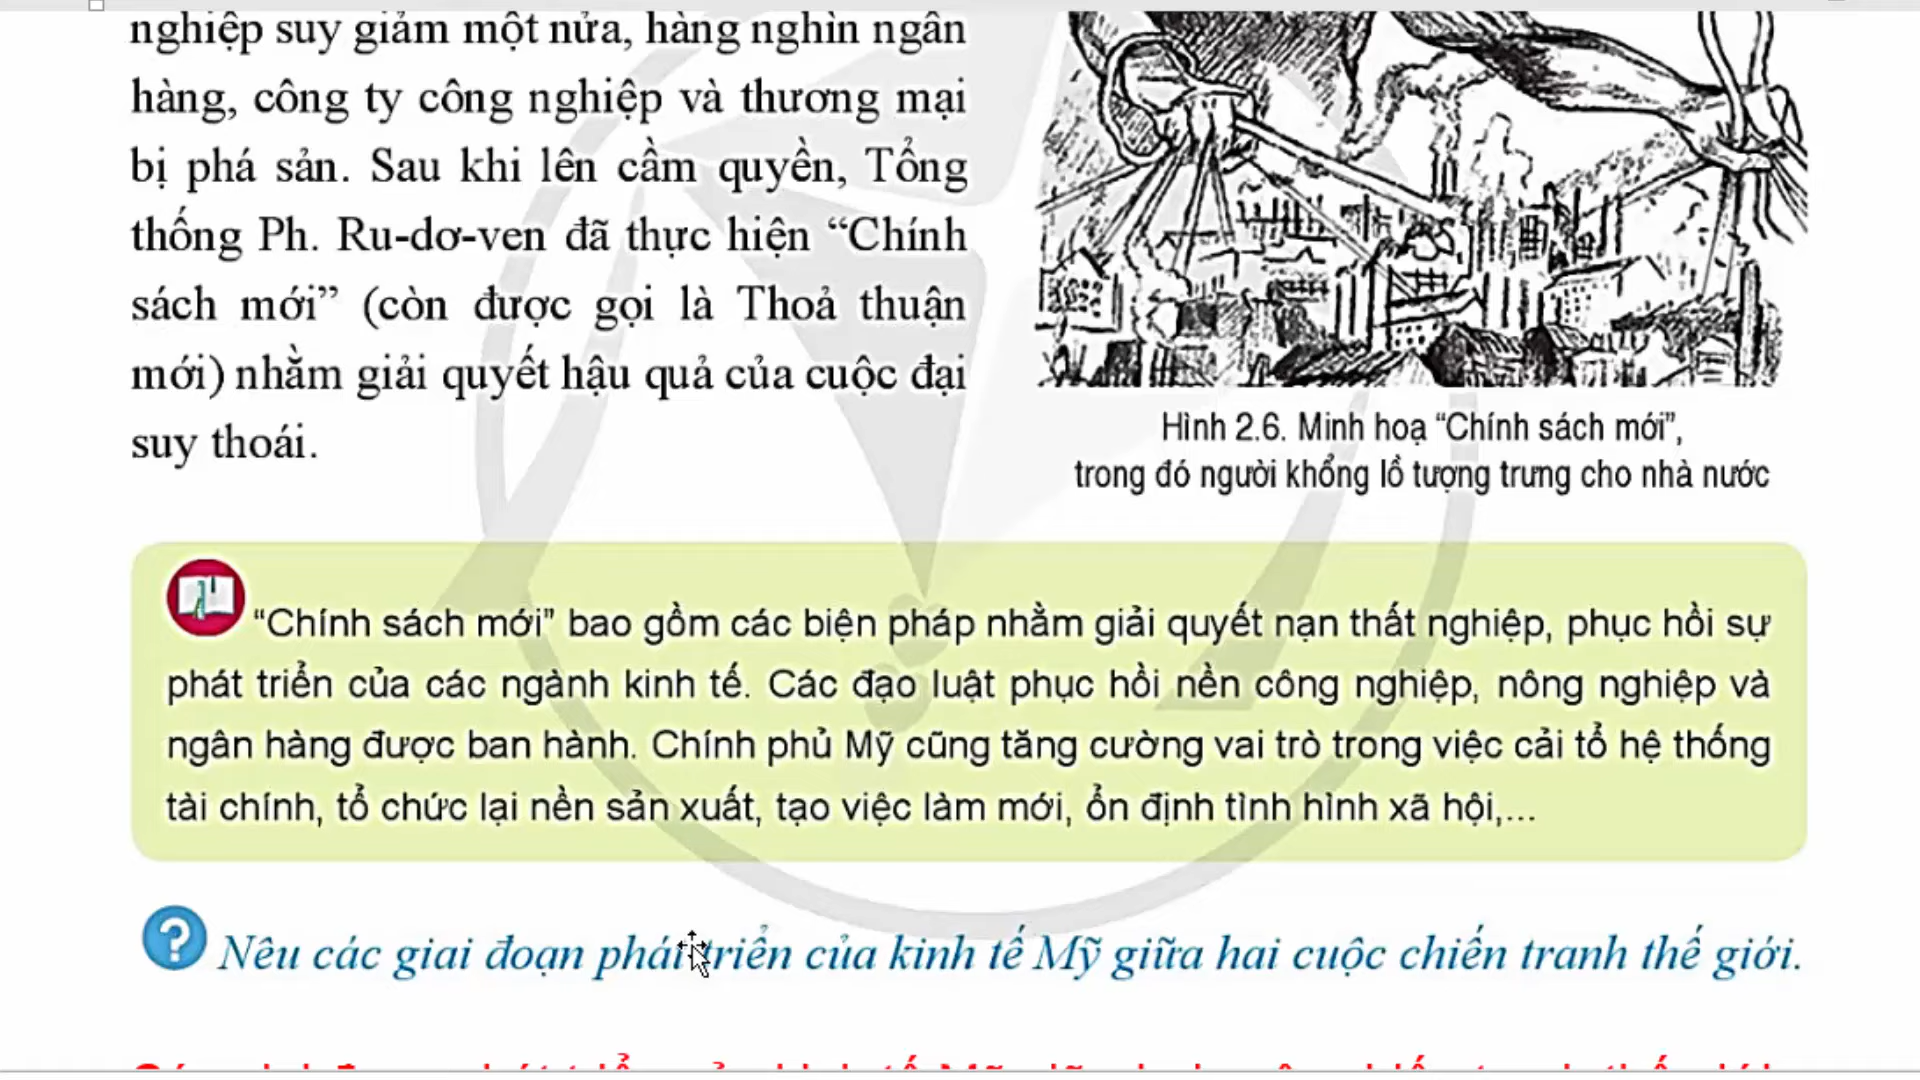 nghiệp suy giảm một nửa, hàng nghìn ngân
hàng, công ty công nghiệp và thương mại
bị phá sản. Sau khi lên cầm quyền, Tổng
thống Ph. Ru-dơ-ven đã thực hiện “Chính
sách mới” (còn được gọi là Thoả thuận
mới) nhằm giải quyết hậu quả của cuộc đại
suy thoái.
Hình 2.6. Minh hoạ “Chính sách mới”,
trong đó người khổng lồ tượng trưng cho nhà nước
“Chính sách mới” bao gồm các biện pháp nhằm giải quyết nạn thất nghiệp, phục hồi sự
phát triển của các ngành kinh tế. Các đạo luật phục hồi nền công nghiệp, nông nghiệp và
ngân hàng được ban hành. Chính phủ Mỹ cũng tăng cường vai trò trong việc cải tổ hệ thống
tài chính, tổ chức lại nền sản xuất, tạo việc làm mới, ổn định tình hình xã hội,...
Nêu các giai đoạn phát triển của kinh tế Mỹ giữa hai cuộc chiến tranh thế giới.